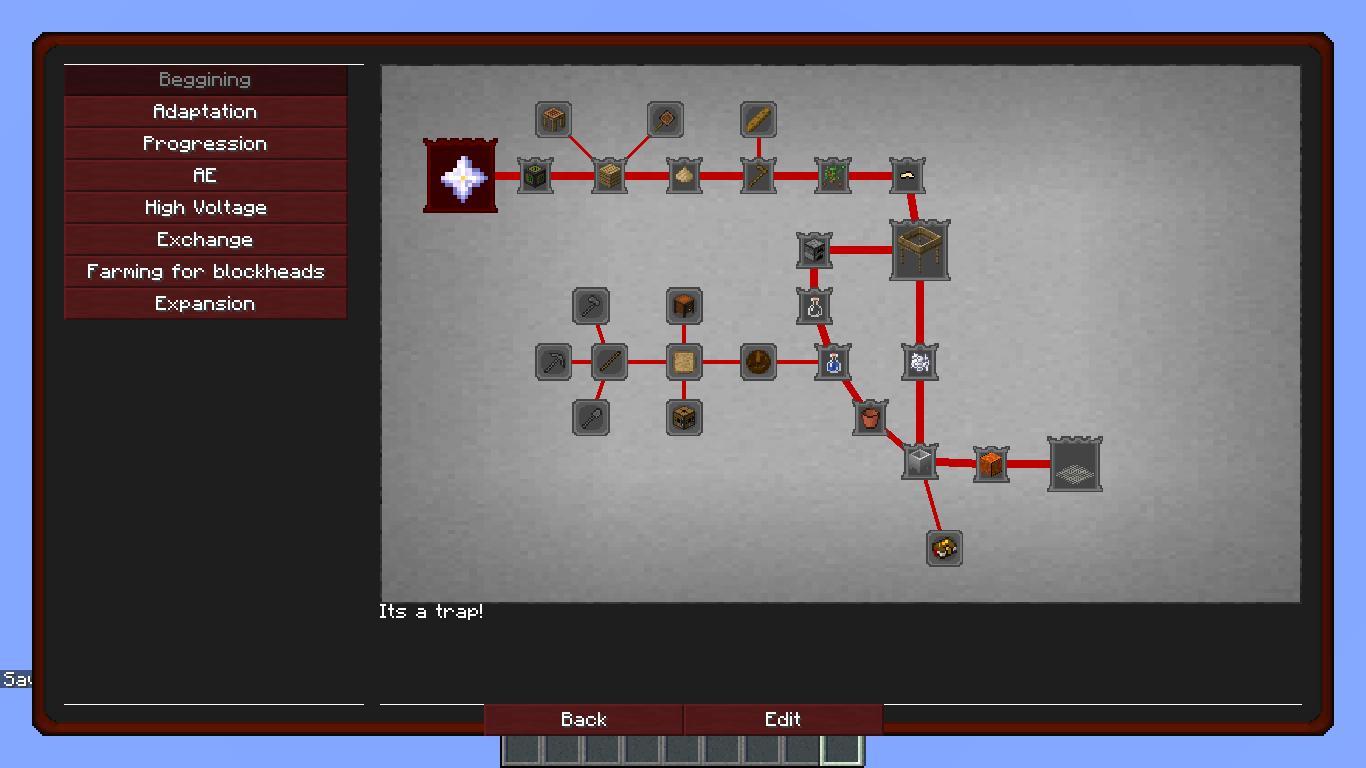 Beggining
Adaptation
Progression
AE
High Voltage
Exchange
Farming for blockheads
Expansion
Its a trap!
Back
Edit